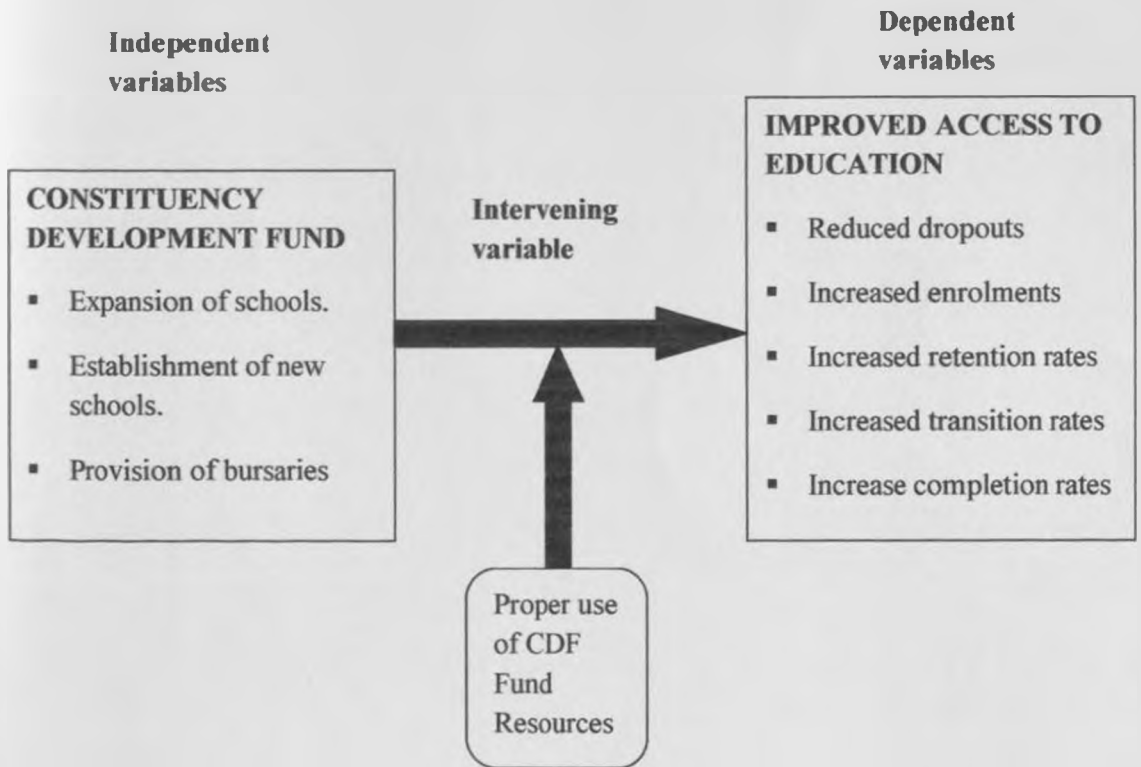 Independent
variables
Dependent
variables
CONSTITUENCY
DEVELOPMENT FUND
▪ Expansion of schools.
▪ Establishment of new
schools.
▪ Provision of bursaries
Intervening
variable
IMPROVED ACCESS TO
EDUCATION
▪ Reduced dropouts
▪ Increased enrolments
▪ Increased retention rates
▪ Increased transition rates
▪ Increase completion rates
Proper use
of CDF
Fund
Resources